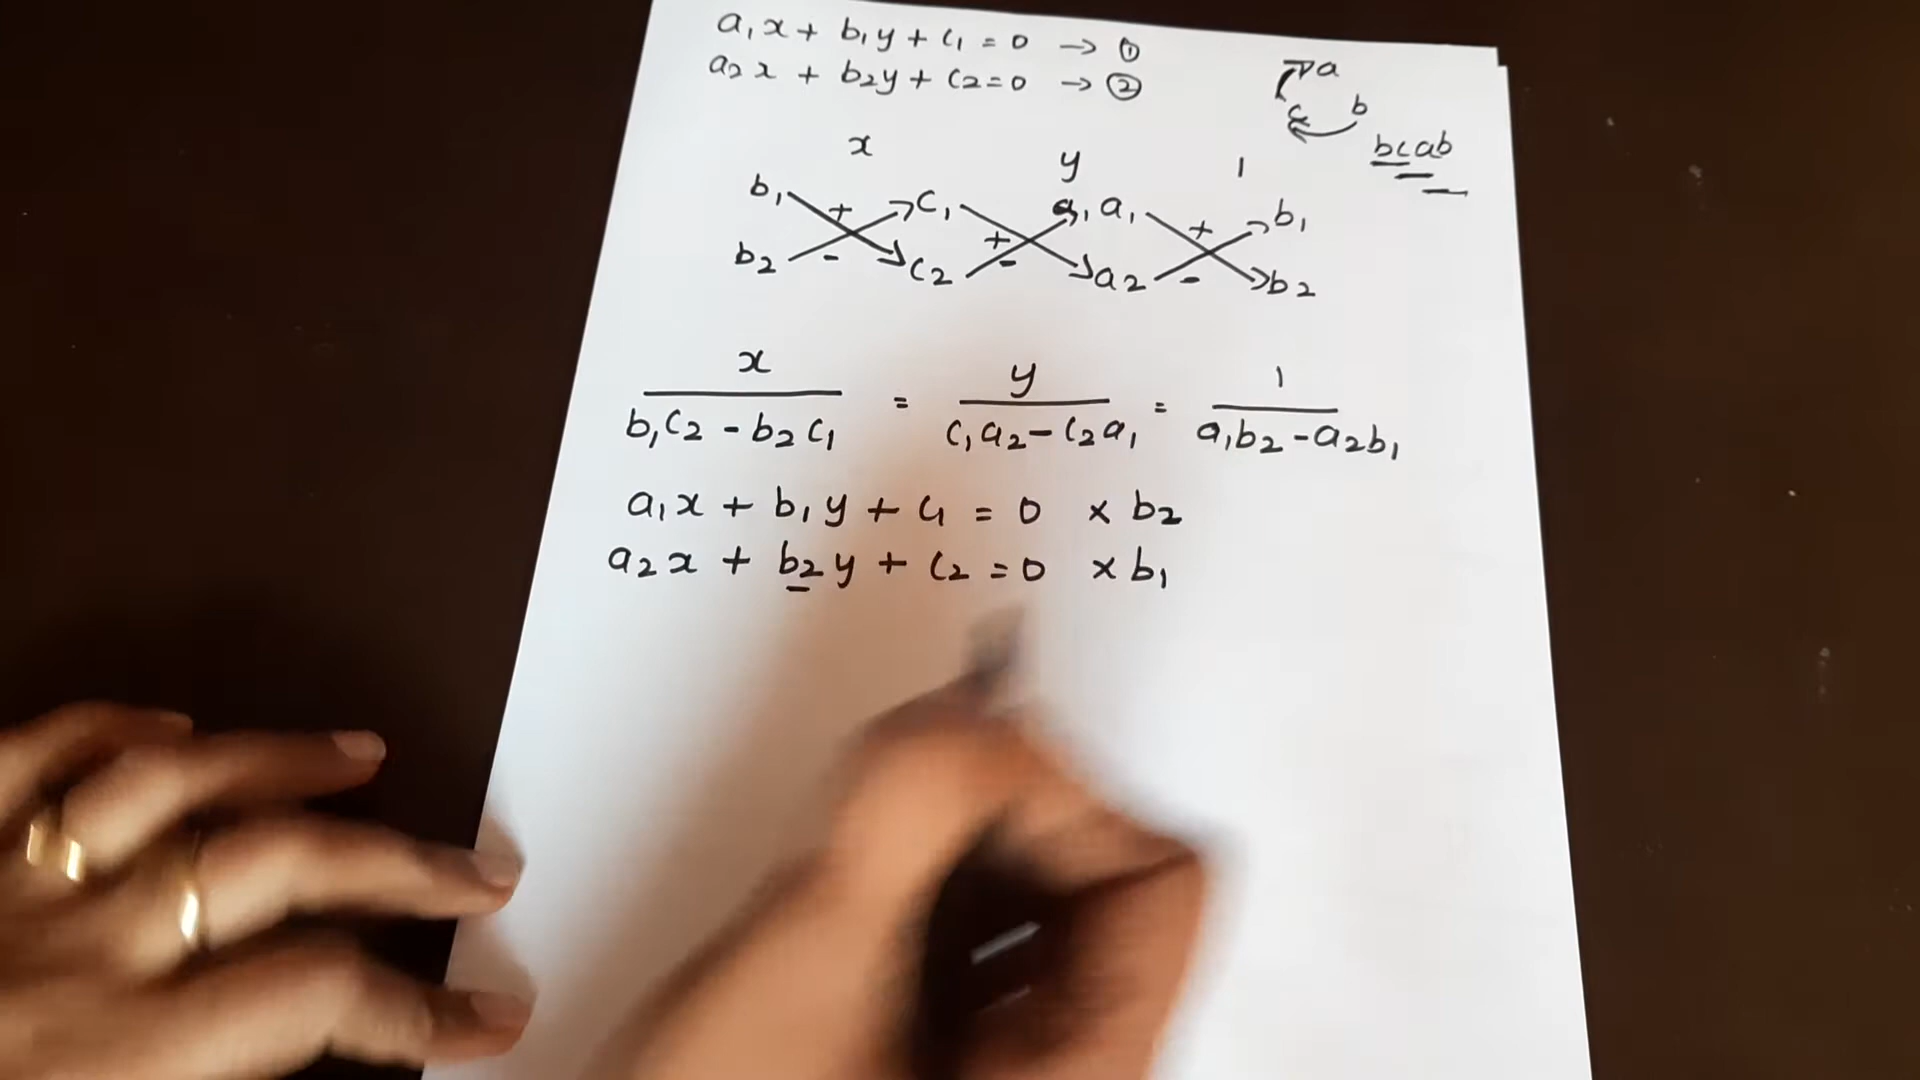 a₁x + b₁y + c₁ = 0 → ①
a₂x + b₂y + c₂ = 0 → ②
a
c b
bcab
x y 1
b₁ + c₁ + a₁ a₁ + b₁
b₂ - c₂ - a₂ - b₂
x/(b₁c₂ - b₂c₁) = y/(c₁a₂ - c₂a₁) = 1/(a₁b₂ - a₂b₁)
a₁x + b₁y + c₁ = 0 × b₂
a₂x + b₂y + c₂ = 0 × b₁